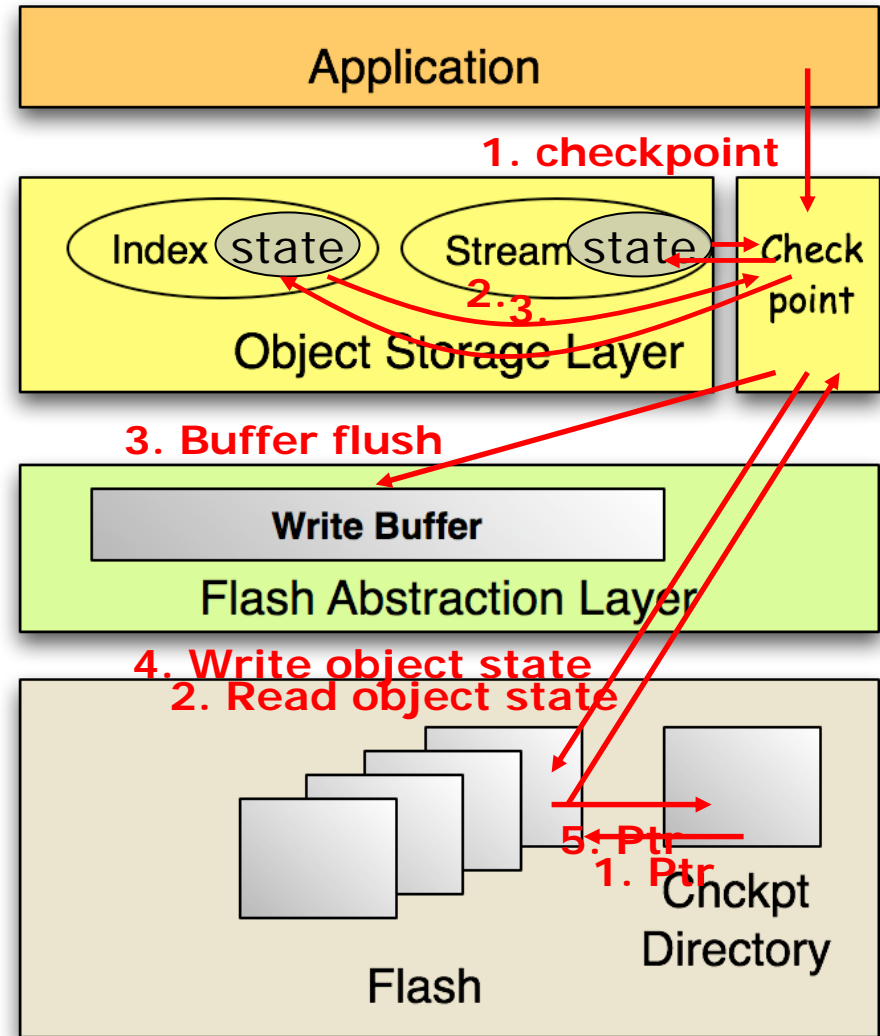 Application
1. checkpoint
Index state
Stream state
Check
point
2.
3.
Object Storage Layer
3. Buffer flush
Write Buffer
Flash Abstraction Layer
4. Write object state
2. Read object state
5. Ptr
1. Ptr
Chckpt
Directory
Flash